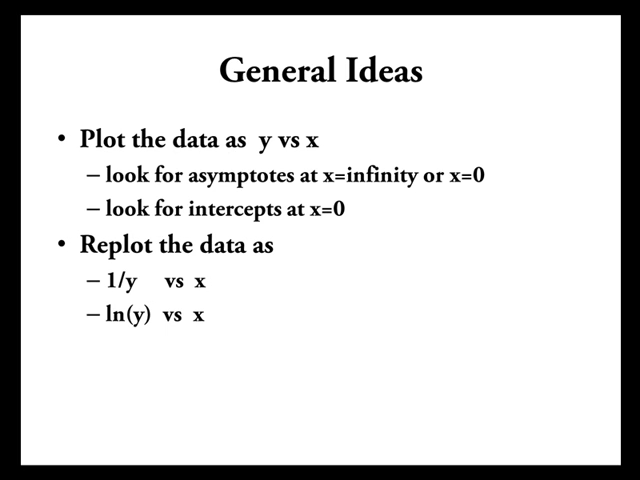 General Ideas
• Plot the data as y vs x
– look for asymptotes at x=infinity or x=0
– look for intercepts at x=0
• Replot the data as
– 1/y vs x
– ln(y) vs x